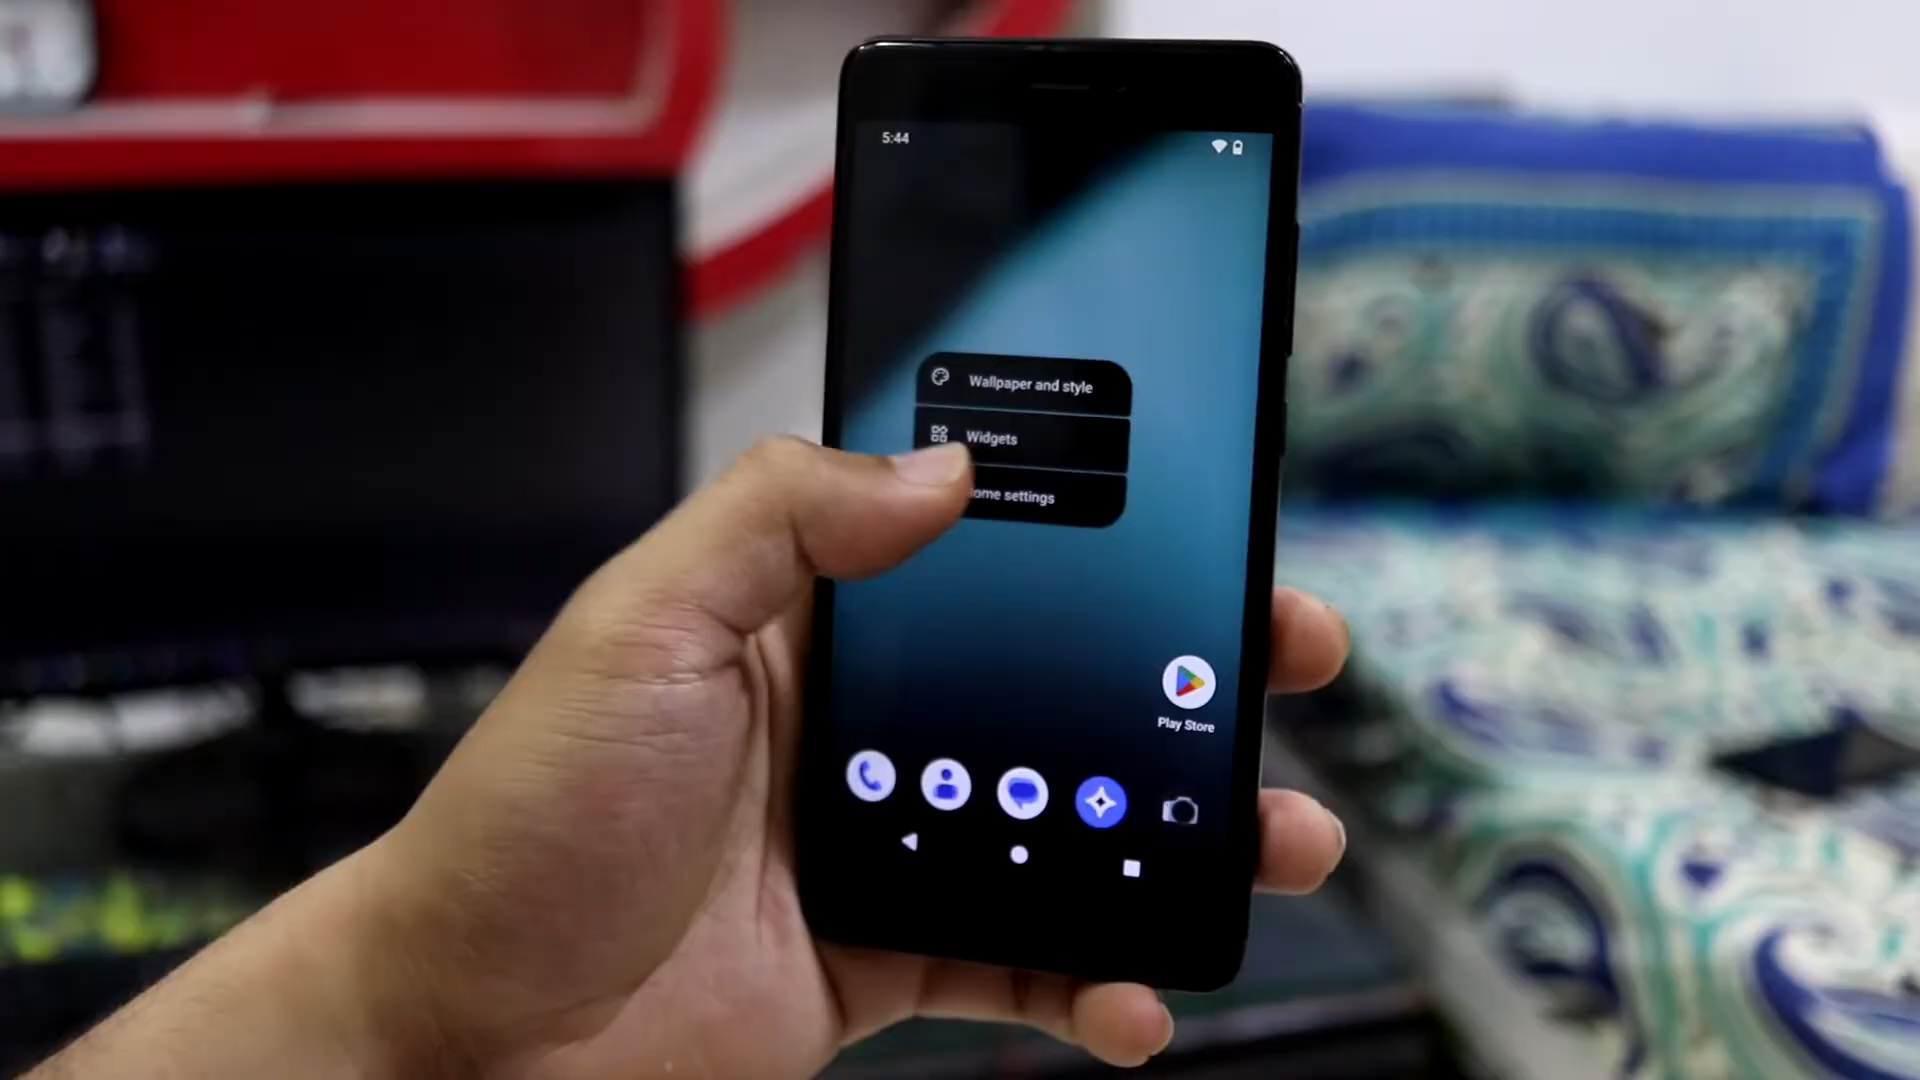 5:44
Wallpaper and style
Widgets
ome settings
Play Store